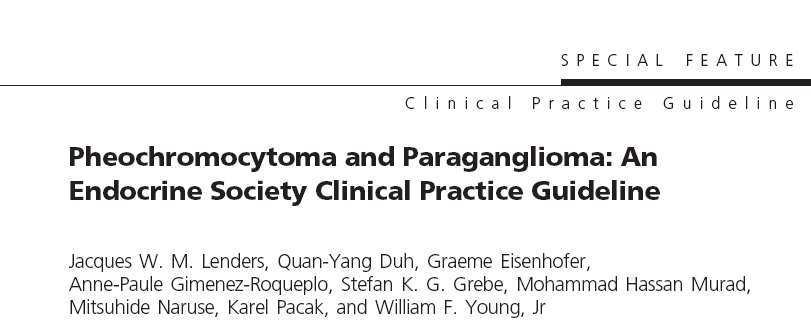 SPECIAL FEATURE
Clinical Practice Guideline
Pheochromocytoma and Paraganglioma: An
Endocrine Society Clinical Practice Guideline
Jacques W. M. Lenders, Quan-Yang Duh, Graeme Eisenhofer,
Anne-Paule Gimenez-Roqueplo, Stefan K. G. Grebe, Mohammad Hassan Murad,
Mitsuhide Naruse, Karel Pacak, and William F. Young, Jr